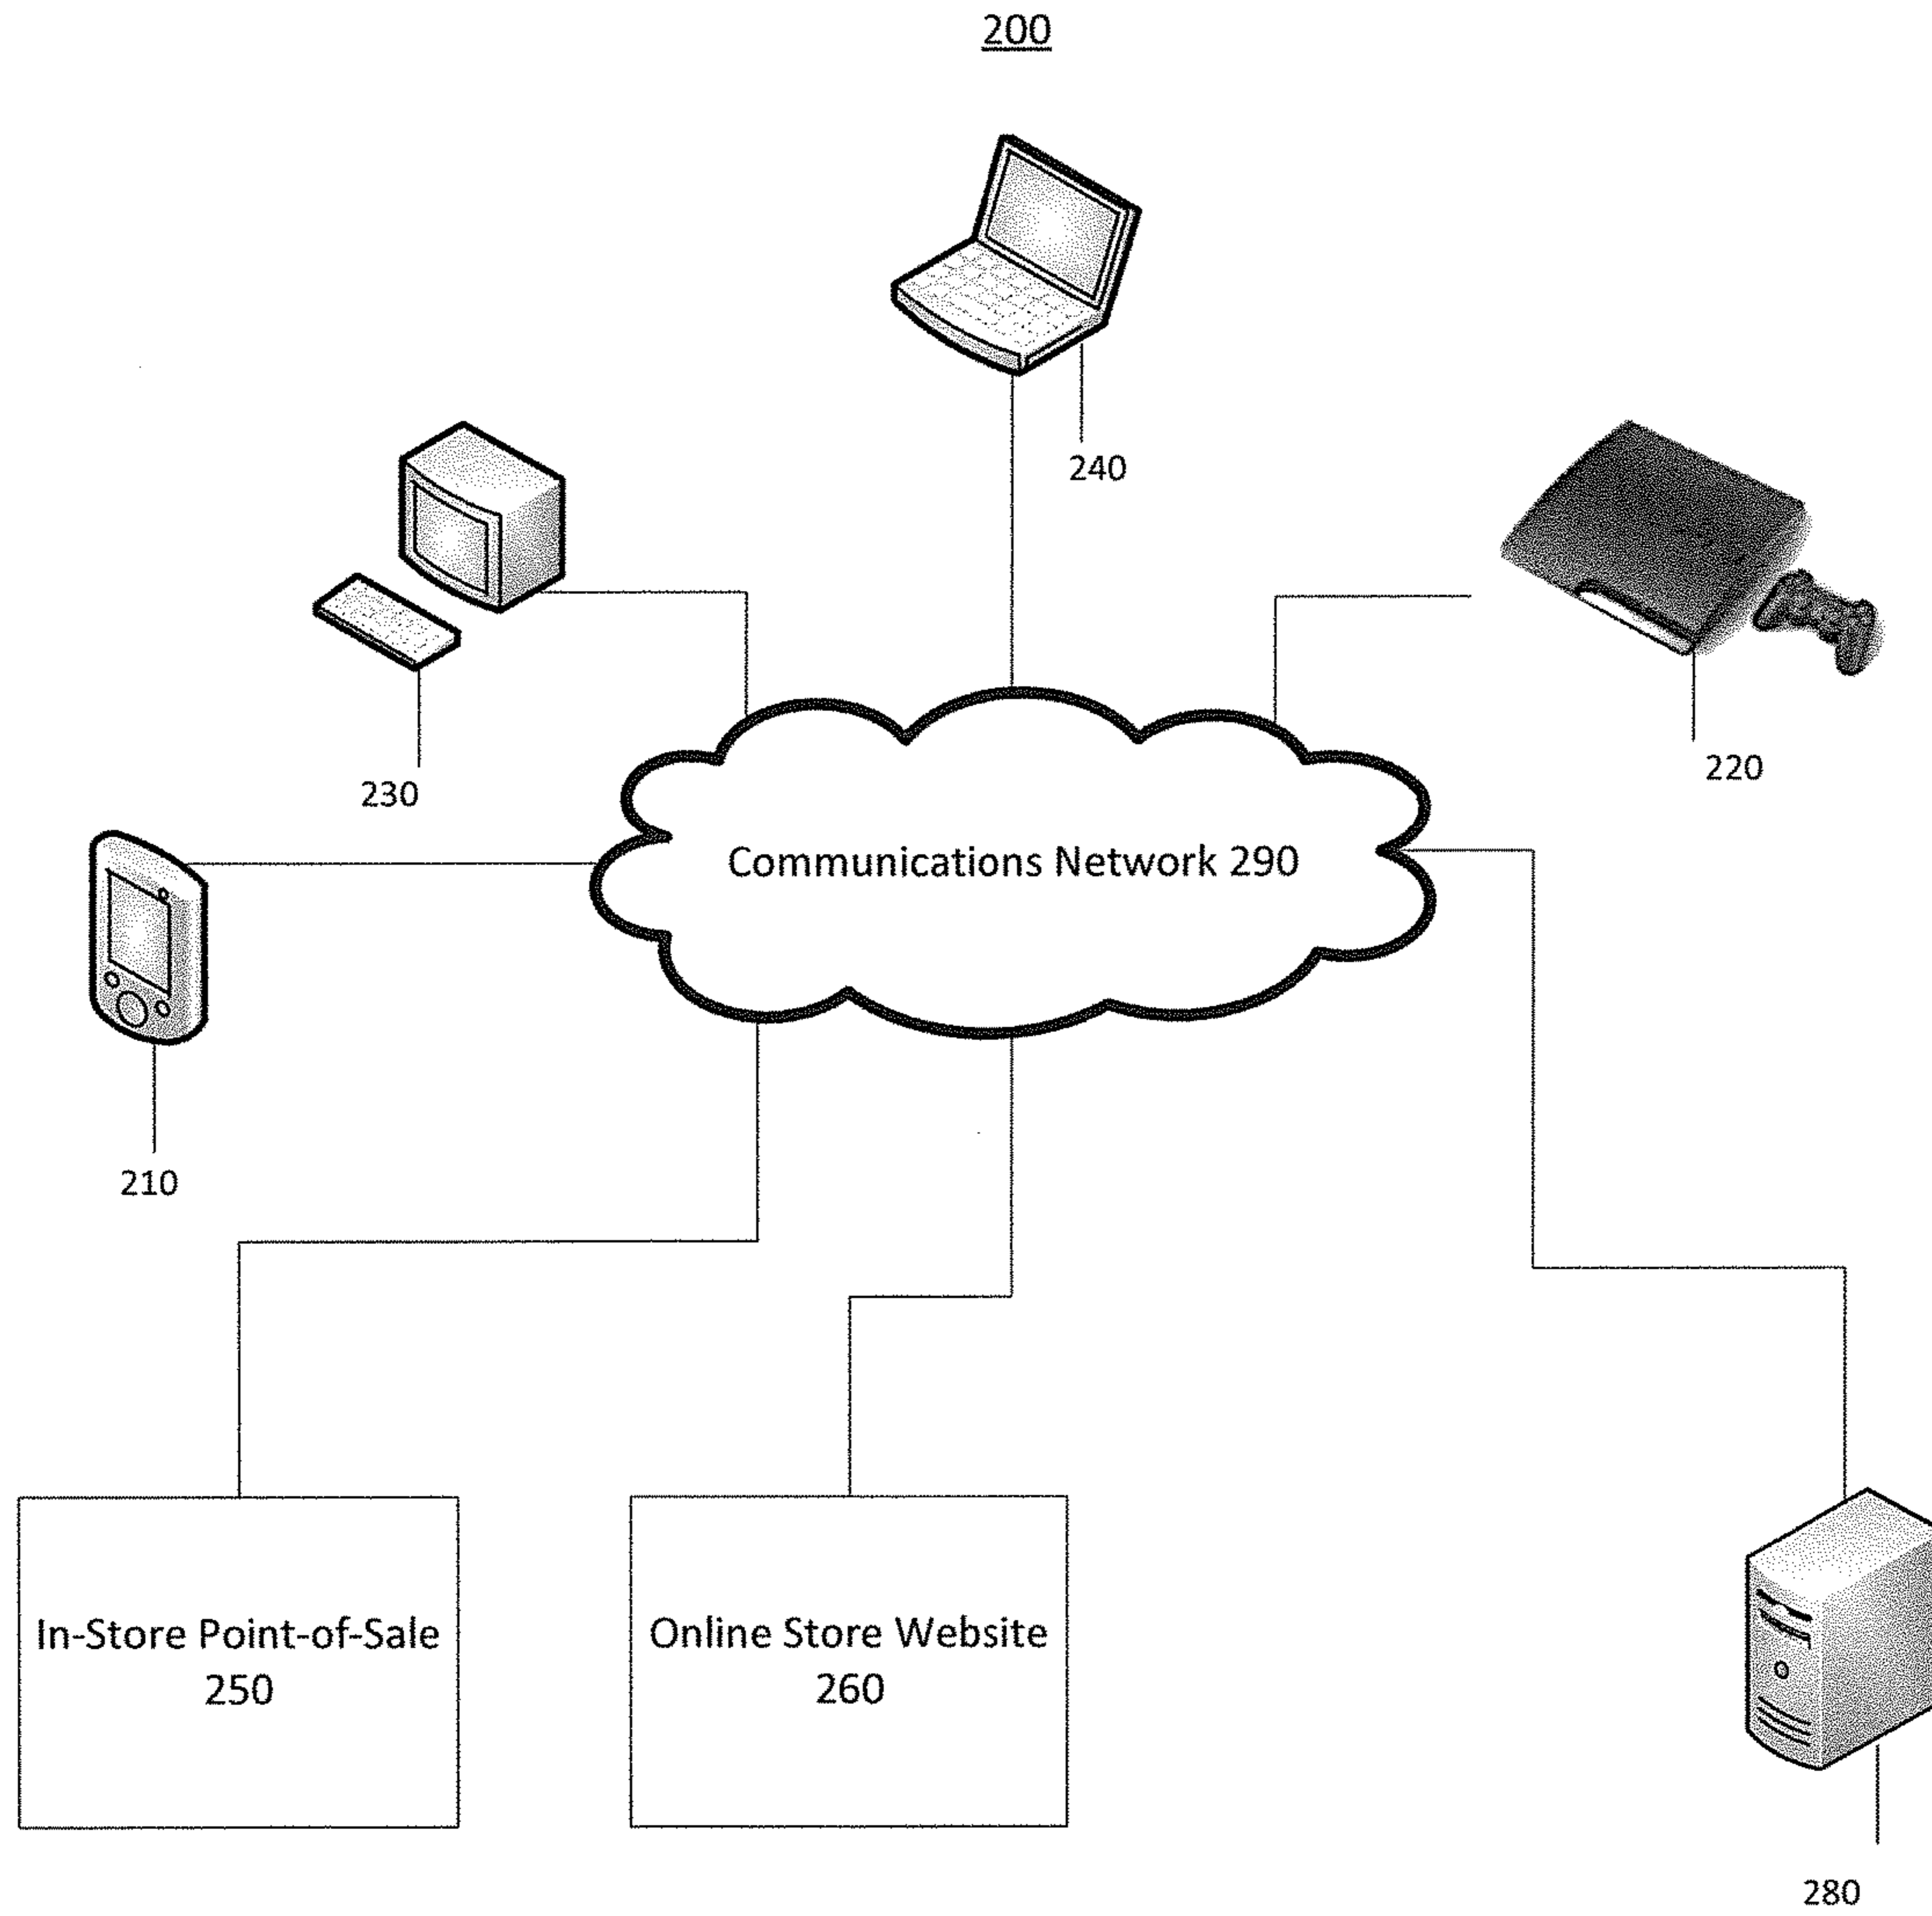 200
240
220
230
Communications Network 290
210
In-Store Point-of-Sale
250
Online Store Website
260
280